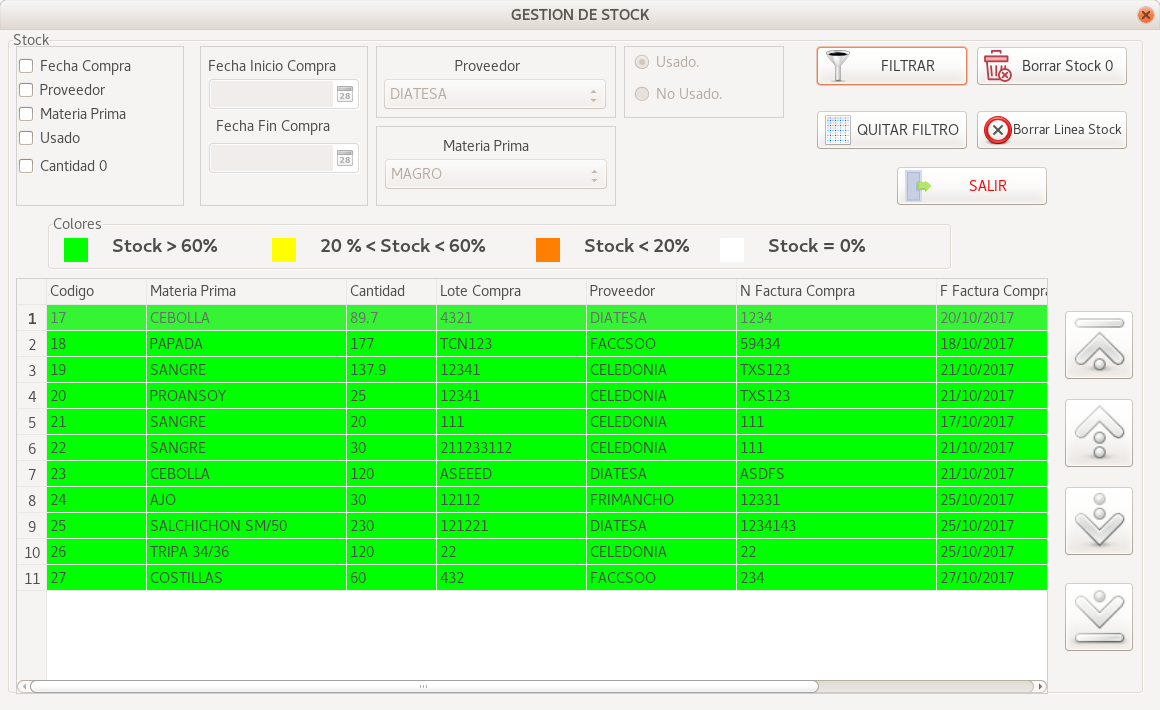 GESTION DE STOCK
Stock
Fecha Compra
Proveedor
Materia Prima
Usado
Cantidad 0
Fecha Inicio Compra
28
Fecha Fin Compra
28
Proveedor
DIATESA
Materia Prima
MAGRO
Usado.
No Usado.
FILTRAR
Borrar Stock 0
QUITAR FILTRO
Borrar Linea Stock
SALIR
Colores
Stock > 60%
20 % < Stock < 60%
Stock < 20%
Stock = 0%
Codigo Materia Prima Cantidad Lote Compra Proveedor N Factura Compra F Factura Compra
1 17 CEBOLLA 89.7 4321 DIATESA 1234 20/10/2017
2 18 PAPADA 177 TCN123 FACCSOO 59434 18/10/2017
3 19 SANGRE 137.9 12341 CELEDONIA TXS123 21/10/2017
4 20 PROANSOY 25 12341 CELEDONIA TXS123 21/10/2017
5 21 SANGRE 20 111 CELEDONIA 111 17/10/2017
6 22 SANGRE 30 211233112 CELEDONIA 111 21/10/2017
7 23 CEBOLLA 120 ASEEED DIATESA ASDFS 21/10/2017
8 24 AJO 30 12112 FRIMANCHO 12331 25/10/2017
9 25 SALCHICHON SM/50 230 121221 DIATESA 1234143 25/10/2017
10 26 TRIPA 34/36 120 22 CELEDONIA 22 25/10/2017
11 27 COSTILLAS 60 432 FACCSOO 234 27/10/2017